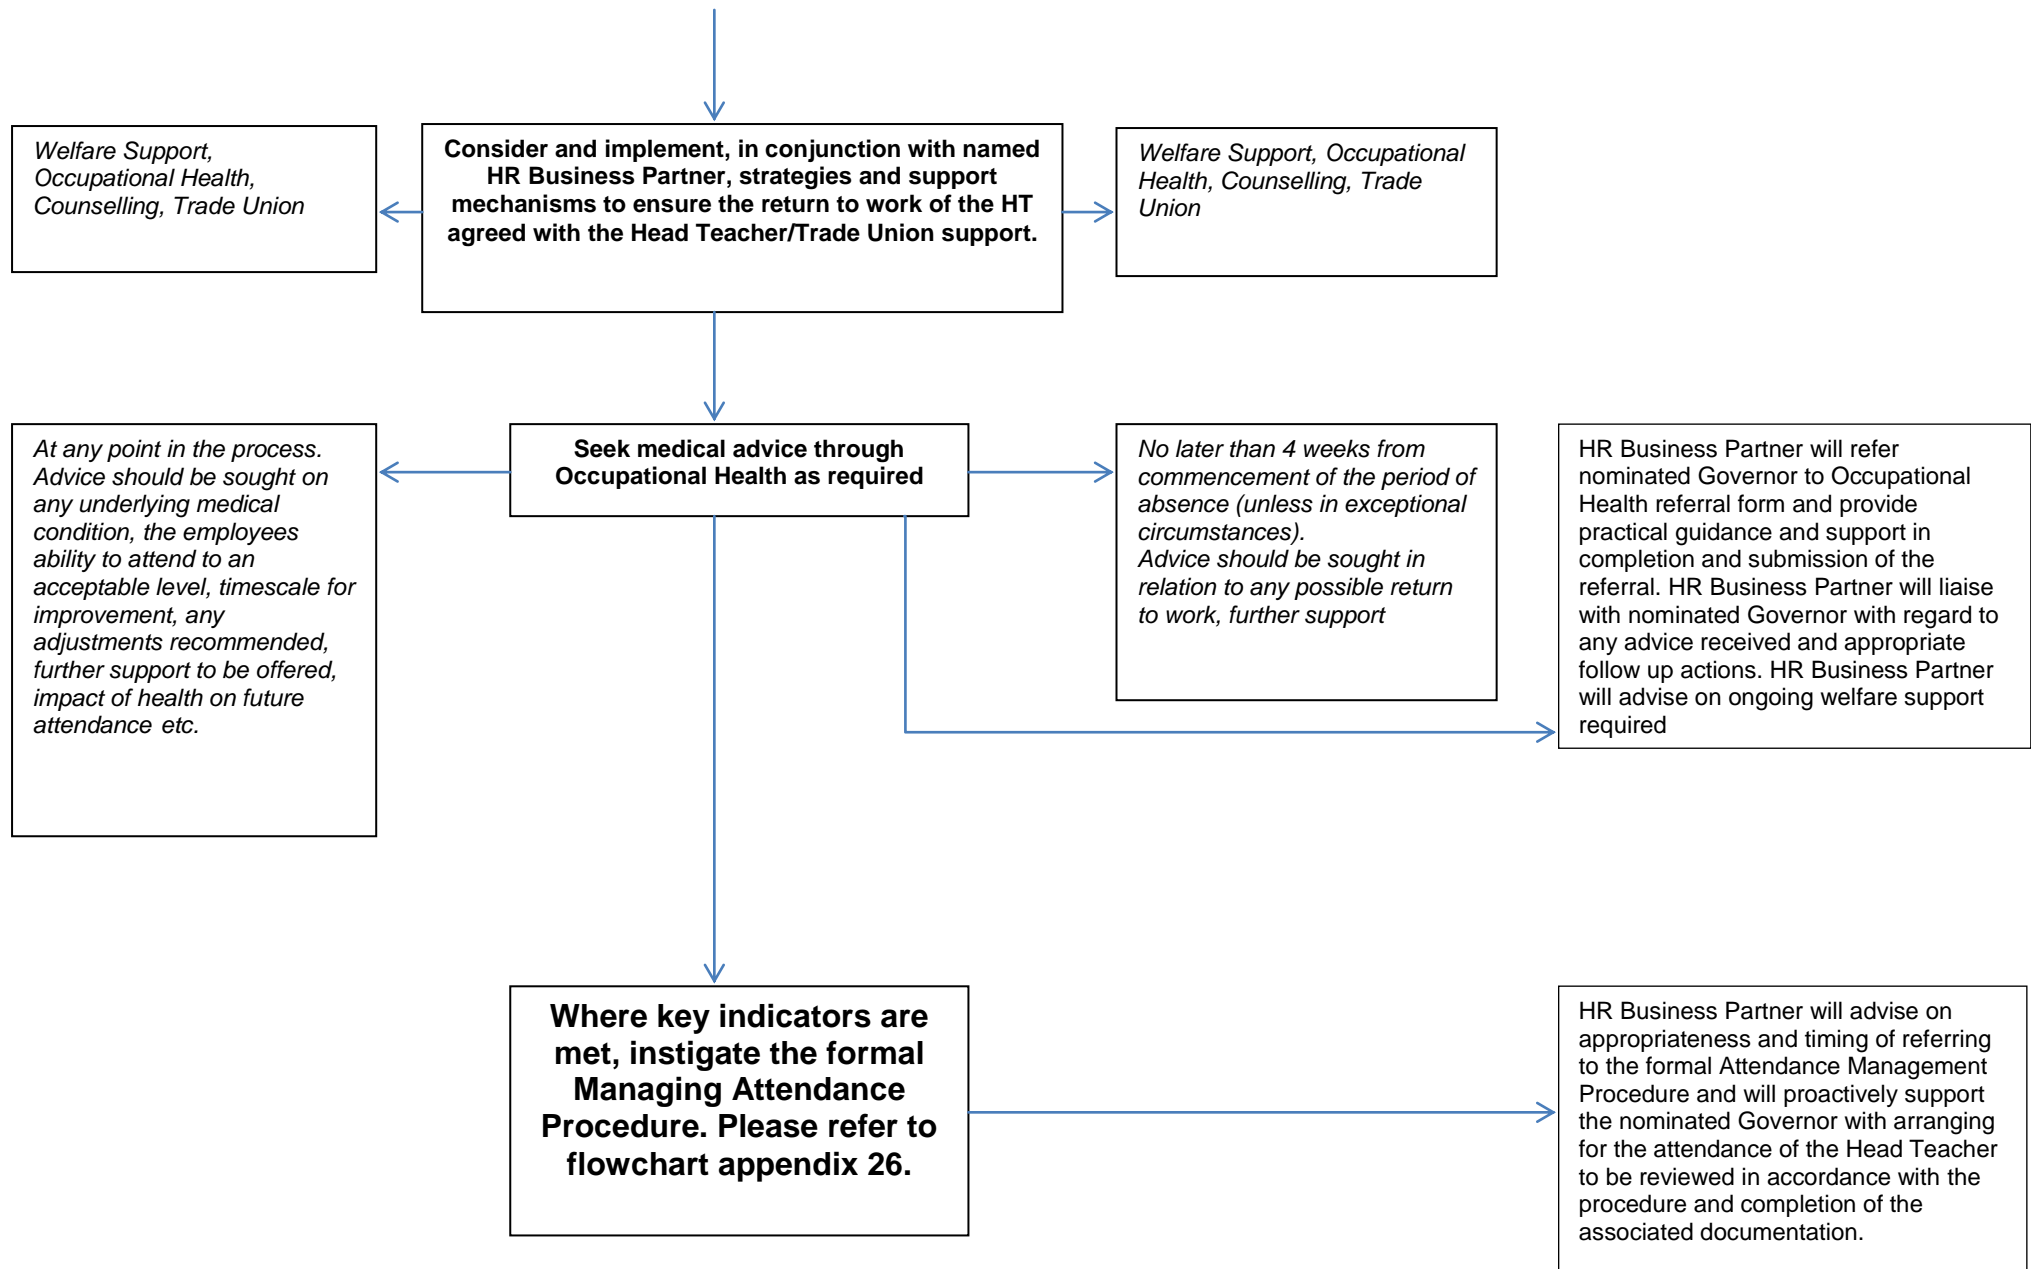 Welfare Support,
Occupational Health,
Counselling, Trade Union
Consider and implement, in conjunction with named
HR Business Partner, strategies and support
mechanisms to ensure the return to work of the HT
agreed with the Head Teacher/Trade Union support.
Welfare Support, Occupational
Health, Counselling, Trade
Union
At any point in the process.
Advice should be sought on
any underlying medical
condition, the employees
ability to attend to an
acceptable level, timescale for
improvement, any
adjustments recommended,
further support to be offered,
impact of health on future
attendance etc.
Seek medical advice through
Occupational Health as required
No later than 4 weeks from
commencement of the period of
absence (unless in exceptional
circumstances).
Advice should be sought in
relation to any possible return
to work, further support
HR Business Partner will refer
nominated Governor to Occupational
Health referral form and provide
practical guidance and support in
completion and submission of the
referral. HR Business Partner will liaise
with nominated Governor with regard to
any advice received and appropriate
follow up actions. HR Business Partner
will advise on ongoing welfare support
required
Where key indicators are
met, instigate the formal
Managing Attendance
Procedure. Please refer to
flowchart appendix 26.
HR Business Partner will advise on
appropriateness and timing of referring
to the formal Attendance Management
Procedure and will proactively support
the nominated Governor with arranging
for the attendance of the Head Teacher
to be reviewed in accordance with the
procedure and completion of the
associated documentation.